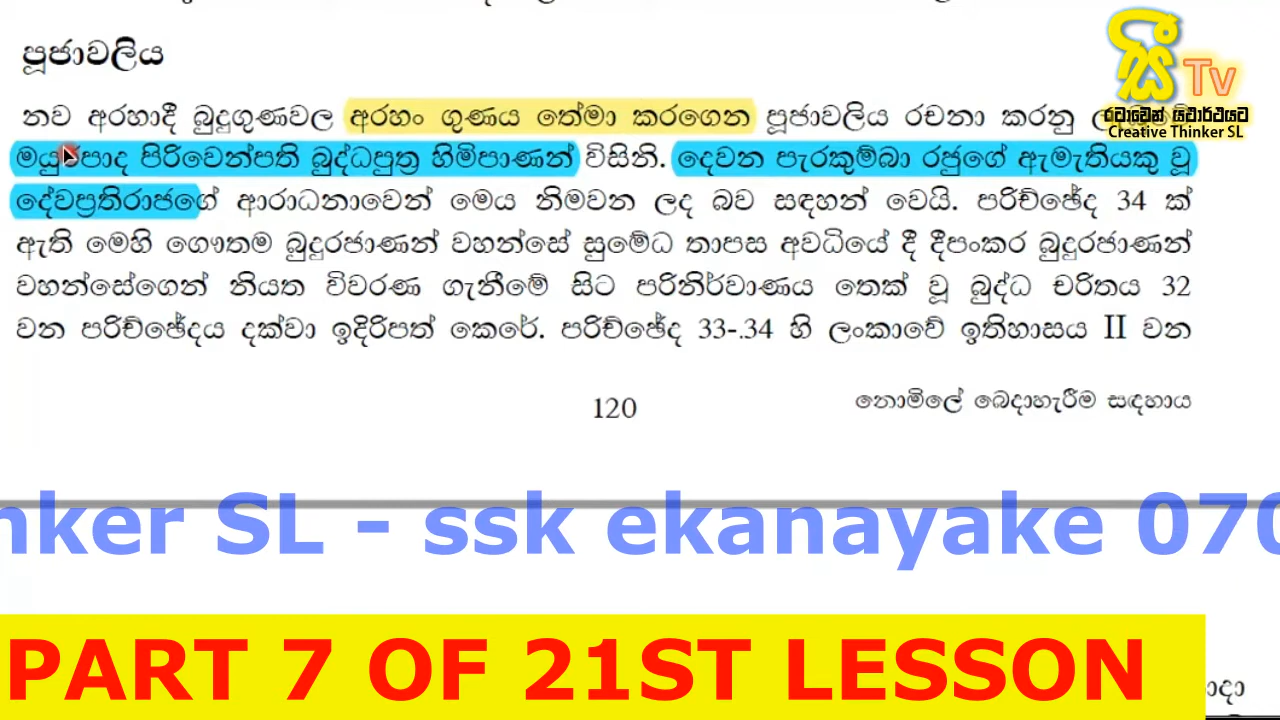 පූජාවලිය
නව අරහාදී බුදුගුණවල අරහං ගුණය තේමා කරගෙන පූජාවලිය රචනා කරනු
මයුරපාද පිරිවෙන්පති බුද්ධපුත්‍ර හිමිපාණන් විසිනි. දෙවන පැරකුම්බා රජුගේ ඇමැතියකු වූ
දේවප්‍රතිරාජගේ ආරාධනාවෙන් මෙය නිමවන ලද බව සඳහන් වෙයි. පරිච්ඡේද 34 ක්
ඇති මෙහි ගෞතම බුදුරජාණන් වහන්සේ සුමේධ තාපස අවධියේ දී දීපංකර බුදුරජාණන්
වහන්සේගෙන් නියත විවරණ ගැනීමේ සිට පරිනිර්වාණය තෙක් වූ බුද්ධ චරිතය 32
වන පරිච්ඡේදය දක්වා ඉදිරිපත් කෙරේ. පරිච්ඡේද 33-.34 හි ලංකාවේ ඉතිහාසය II වන
120
නොමිලේ බෙදාහැරීම සඳහාය
nker SL - ssk ekanayake 070
PART 7 OF 21ST LESSON
සී Tv
රටාවෙන් යථාර්ථයට
Creative Thinker SL